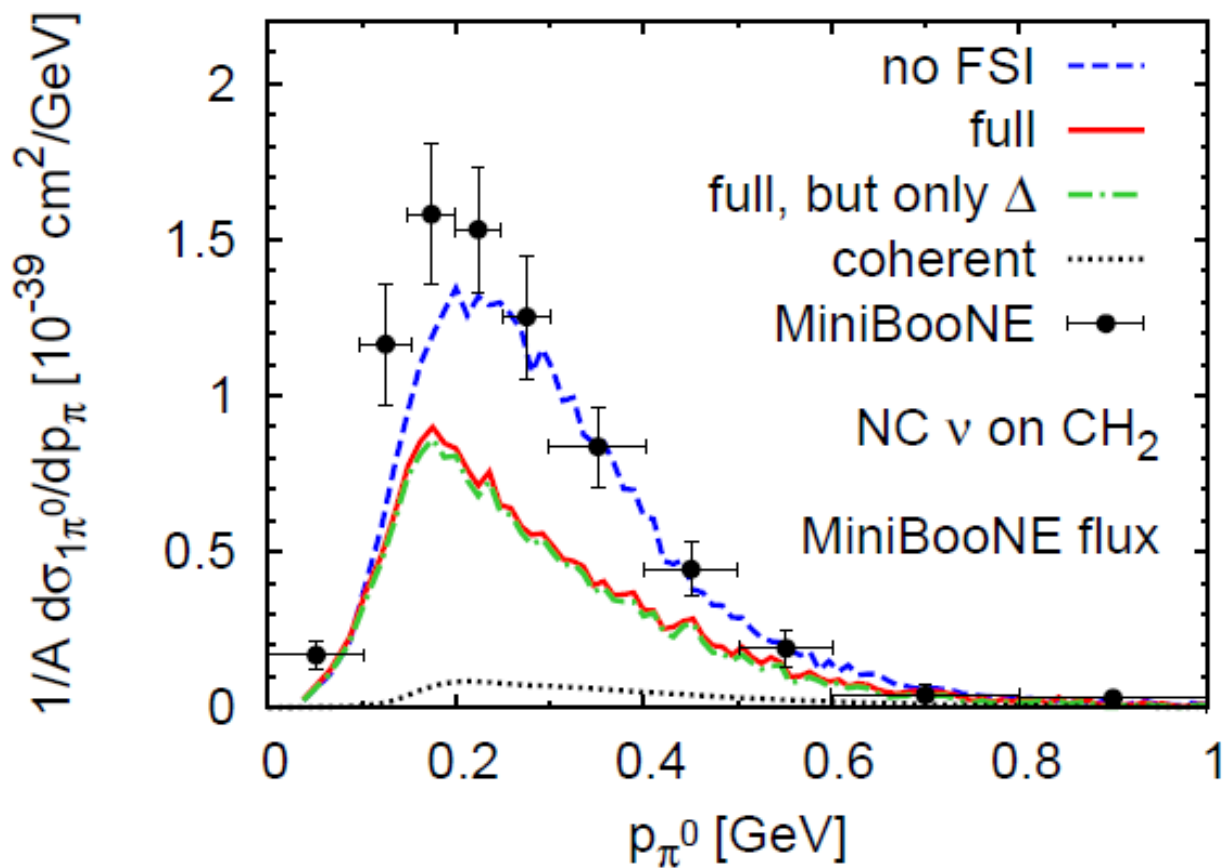 1/A dσ1π⁰/dpπ [10⁻³⁹ cm²/GeV]
2
1.5
1
0.5
0
no FSI
full
full, but only Δ
coherent
MiniBooNE
NC ν on CH₂
MiniBooNE flux
0 0.2 0.4 0.6 0.8 1
pπ⁰ [GeV]